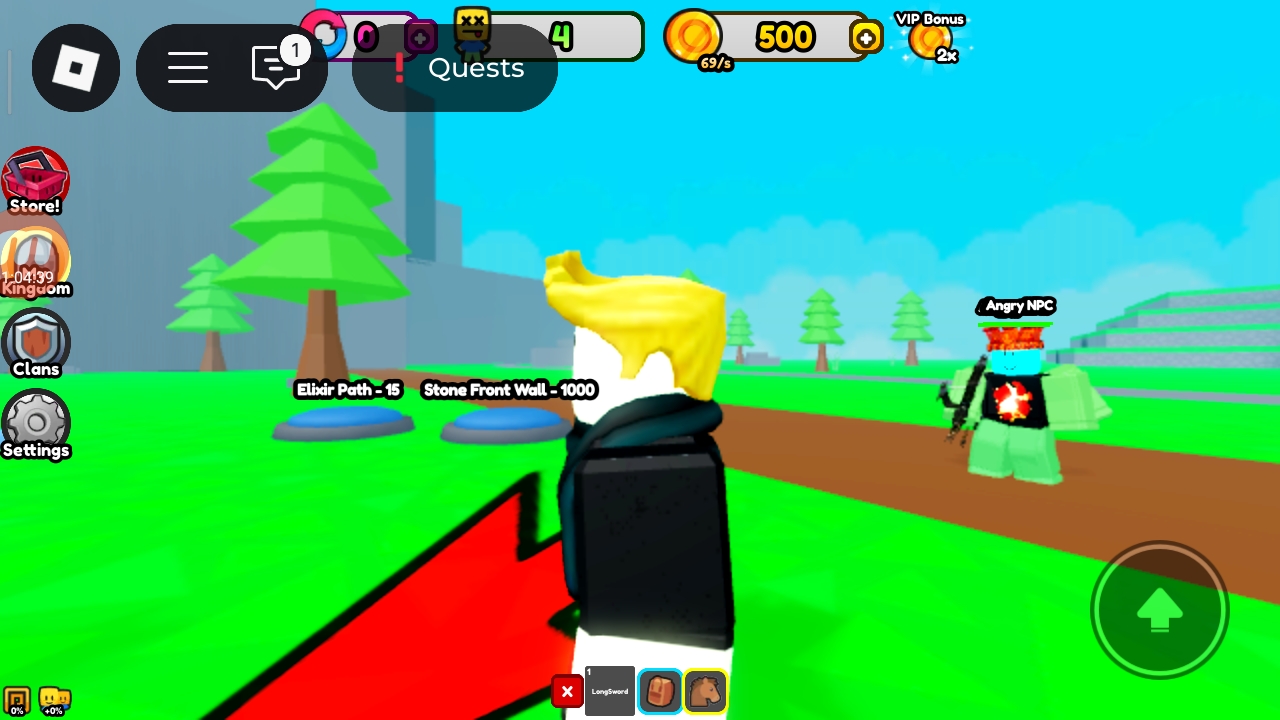 0
4
500
69/s
VIP Bonus
2x
1
! Quests
Store!
1:04:39
Kingdom
Clans
Settings
Elixir Path - 15
Stone Front Wall - 1000
Angry NPC
0%
+0%
1
LongSword